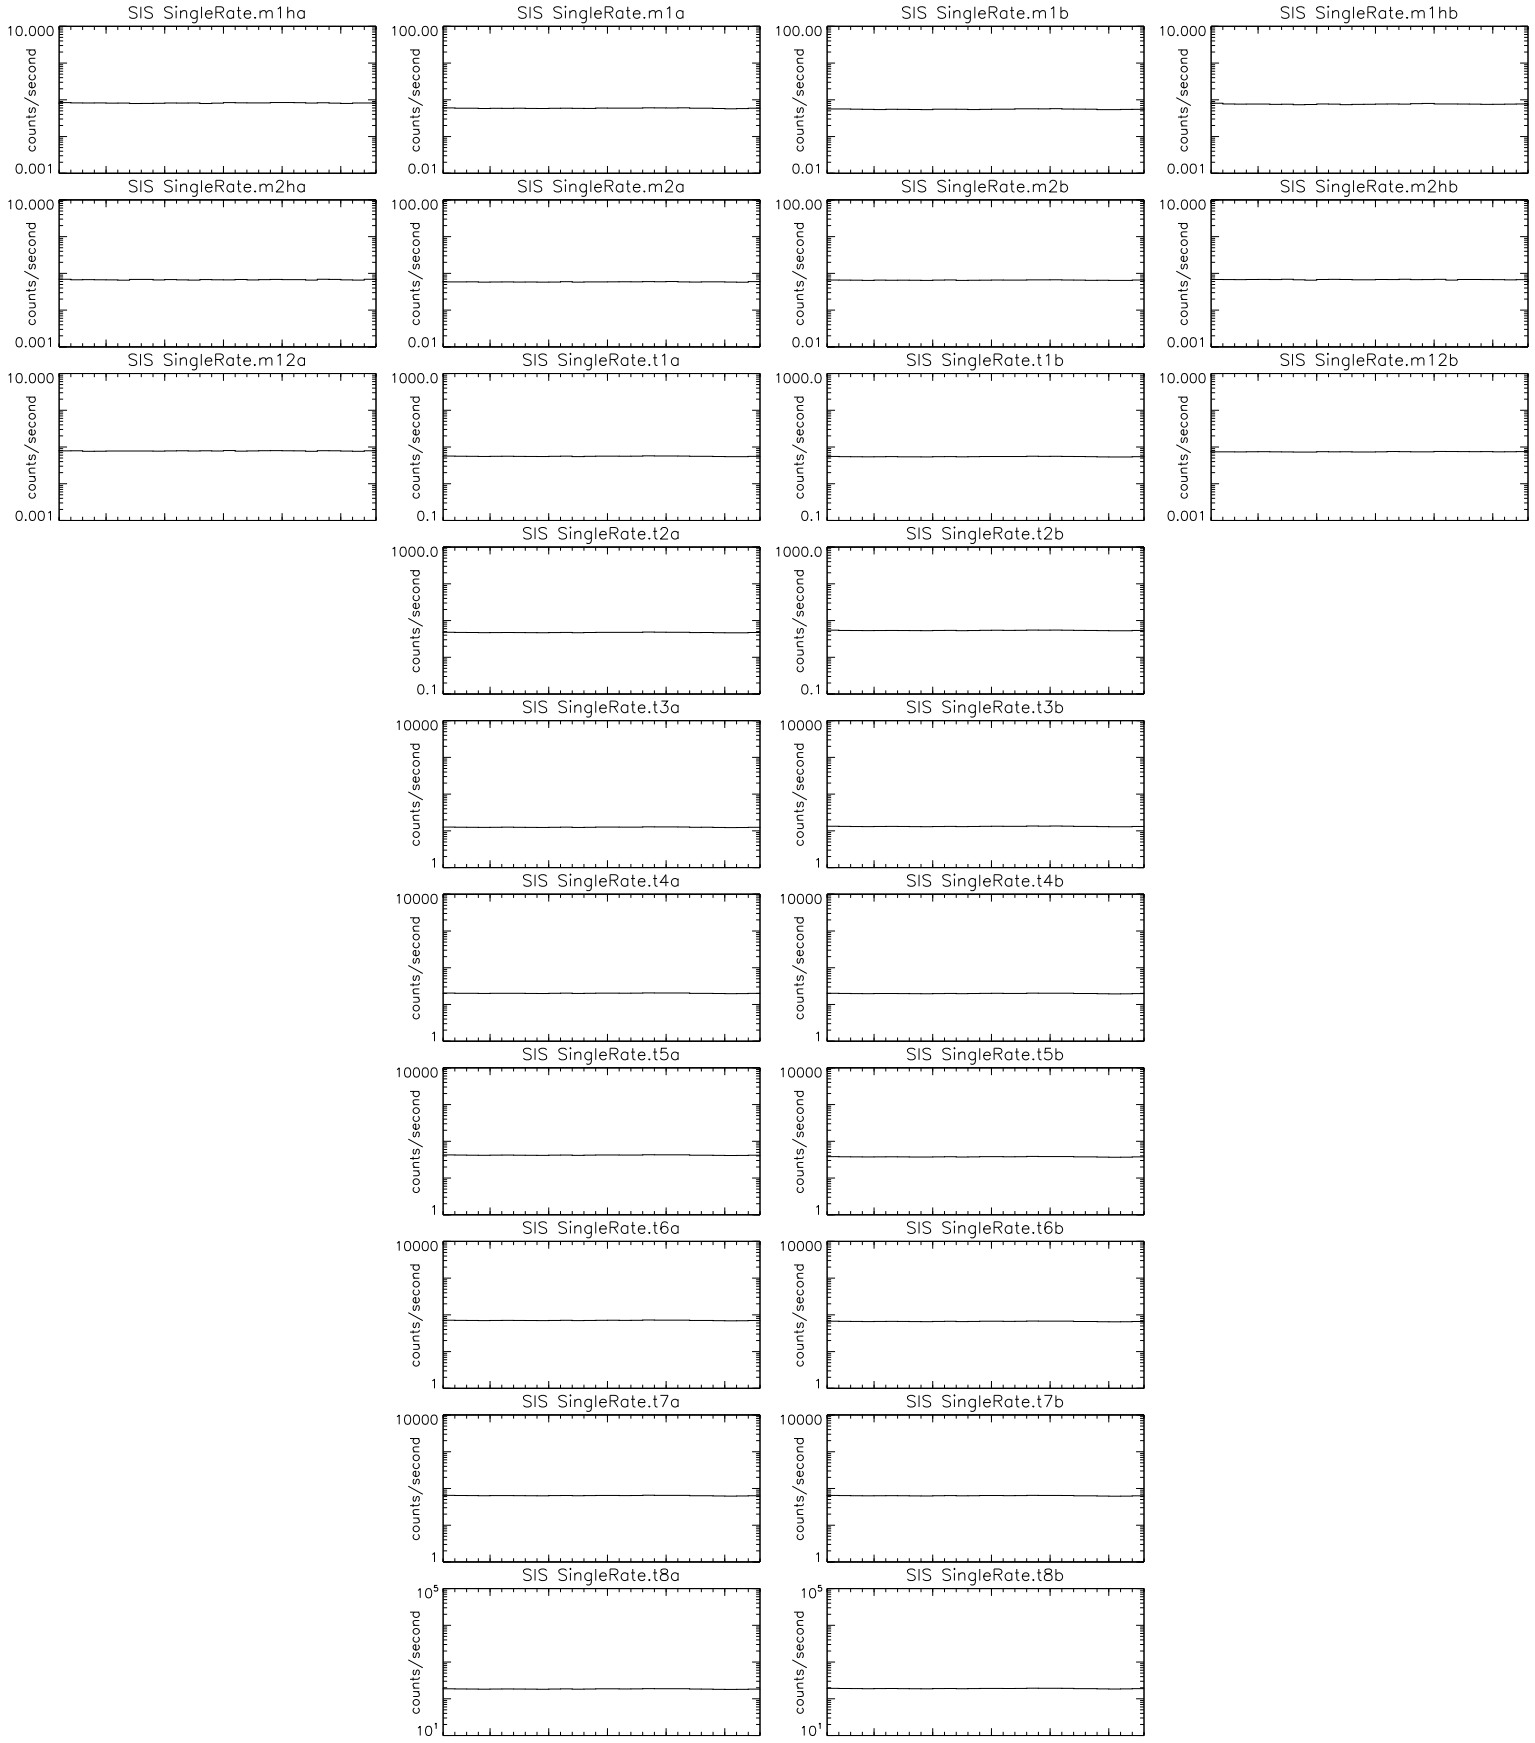 SIS SingleRate.m1ha
10.000
counts/second
0.001
SIS SingleRate.m1a
100.00
counts/second
0.01
SIS SingleRate.m1b
100.00
counts/second
0.01
SIS SingleRate.m1hb
10.000
counts/second
0.001
SIS SingleRate.m2ha
10.000
counts/second
0.001
SIS SingleRate.m2a
100.00
counts/second
0.01
SIS SingleRate.m2b
100.00
counts/second
0.01
SIS SingleRate.m2hb
10.000
counts/second
0.001
SIS SingleRate.m12a
10.000
counts/second
0.001
SIS SingleRate.t1a
1000.0
counts/second
0.1
SIS SingleRate.t1b
1000.0
counts/second
0.1
SIS SingleRate.m12b
10.000
counts/second
0.001
SIS SingleRate.t2a
1000.0
counts/second
0.1
SIS SingleRate.t2b
1000.0
counts/second
0.1
SIS SingleRate.t3a
10000
counts/second
1
SIS SingleRate.t3b
10000
counts/second
1
SIS SingleRate.t4a
10000
counts/second
1
SIS SingleRate.t4b
10000
counts/second
1
SIS SingleRate.t5a
10000
counts/second
1
SIS SingleRate.t5b
10000
counts/second
1
SIS SingleRate.t6a
10000
counts/second
1
SIS SingleRate.t6b
10000
counts/second
1
SIS SingleRate.t7a
10000
counts/second
1
SIS SingleRate.t7b
10000
counts/second
1
SIS SingleRate.t8a
10⁵
counts/second
10¹
SIS SingleRate.t8b
10⁵
counts/second
10¹